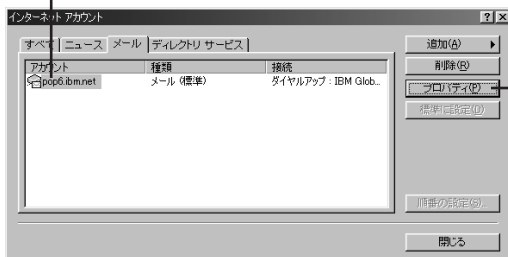 インターネット アカウント
すべて ニュース メール ディレクトリ サービス
アカウント 種類 接続
pop6.ibm.net メール (標準) ダイヤルアップ : IBM Glob...
追加(A)
削除(R)
プロパティ(P)
標準に設定(D)
順番の設定(S)...
閉じる